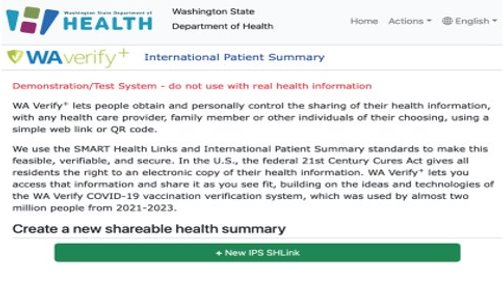 Washington State Department of
HEALTH
Washington State
Department of Health
Home Actions English
WAverify+ International Patient Summary
Demonstration/Test System - do not use with real health information
WA Verify+ lets people obtain and personally control the sharing of their health information,
with any health care provider, family member or other individuals of their choosing, using
a simple web link or QR code.
We use the SMART Health Links and International Patient Summary standards to make this
feasible, verifiable, and secure. In the U.S., the federal 21st Century Cures Act gives all
residents the right to an electronic copy of their health information. WA Verify+ lets you
access that information and share it as you see fit, building on the ideas and technologies of
the WA Verify COVID-19 vaccination verification system, which was used by almost two
million people from 2021-2023.
Create a new shareable health summary
+ New IPS SHLink